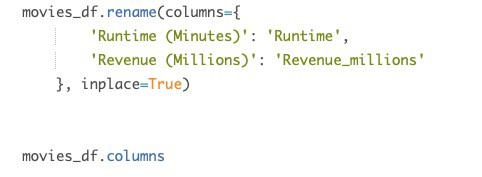 movies_df.rename(columns={
        'Runtime (Minutes)': 'Runtime',
        'Revenue (Millions)': 'Revenue_millions'
    }, inplace=True)
movies_df.columns